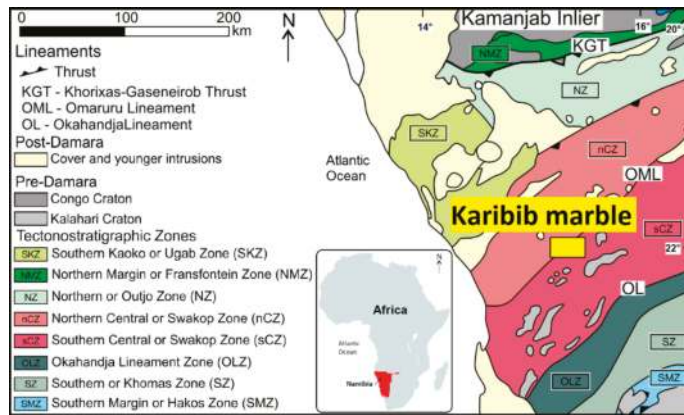 0
100
200
km
N
Lineaments
Thrust
KGT - Khorixas-Gaseneirob Thrust
OML - Omaruru Lineament
OL - OkahandjaLineament
Post-Damara
Cover and younger intrusions
Pre-Damara
Congo Craton
Kalahari Craton
Tectonostratigraphic Zones
SKZ Southern Kaoko or Ugab Zone (SKZ)
NMZ Northern Margin or Fransfontein Zone (NMZ)
NZ Northern or Outjo Zone (NZ)
nCZ Northern Central or Swakop Zone (nCZ)
sCZ Southern Central or Swakop Zone (sCZ)
OLZ Okahandja Lineament Zone (OLZ)
SZ Southern or Khomas Zone (SZ)
SMZ Southern Margin or Hakos Zone (SMZ)
Kamanjab Inlier
14°
16°
20°
NMZ
KGT
NZ
SKZ
nCZ
Atlantic
Ocean
OML
Karibib marble
sCZ
22°
OL
SZ
OLZ
SMZ
N
Africa
Atlantic
Ocean
Namibia